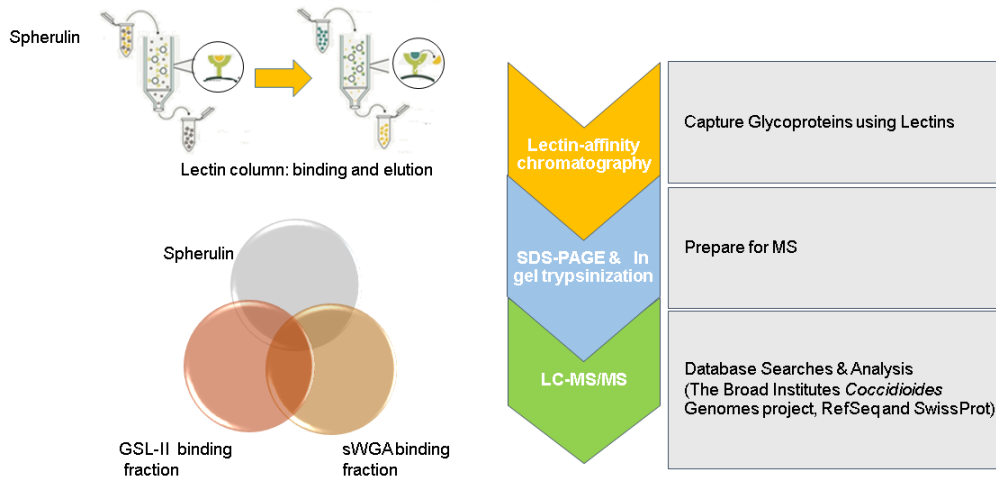 Spherulin
Lectin column: binding and elution
Spherulin
GSL-II binding
fraction
sWGA binding
fraction
Lectin-affinity
chromatography
Capture Glycoproteins using Lectins
SDS-PAGE & In
gel trypsinization
Prepare for MS
LC-MS/MS
Database Searches & Analysis
(The Broad Institutes Coccidioides
Genomes project, RefSeq and SwissProt)